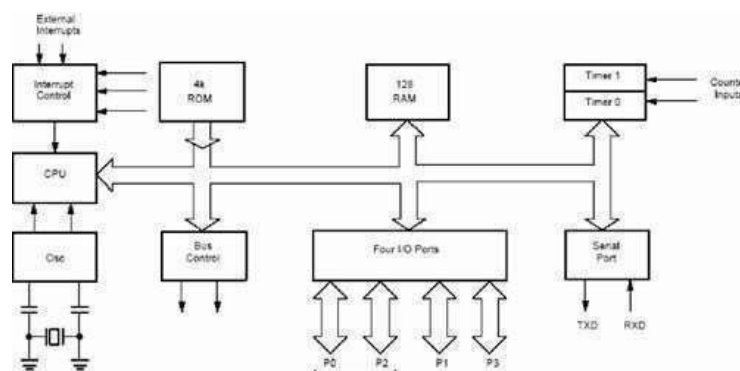 External
Interrupts
Interrupt
Control
4k
ROM
128
RAM
Timer 1
Timer 0
Counte
Inputs
CPU
Osc
Bus
Control
Four I/O Ports
Serial
Port
TXD
RXD
P0
P2
P1
P3